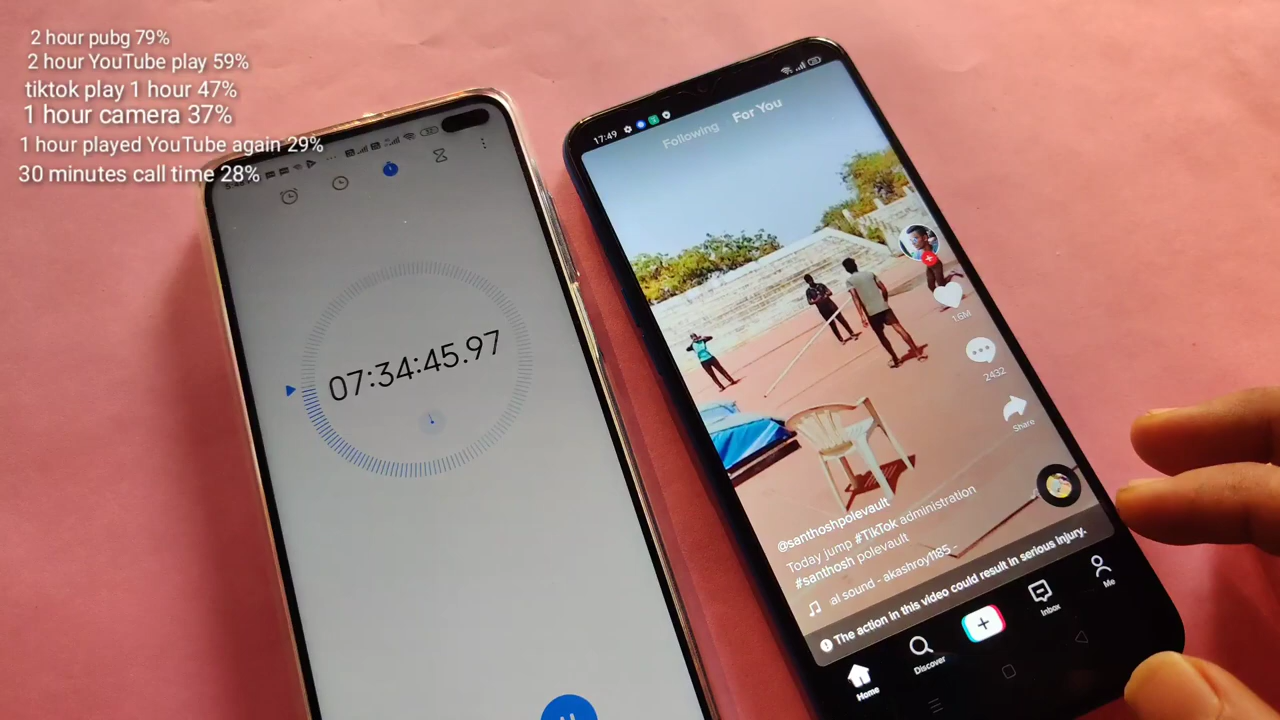 2 hour pubg 79%
2 hour YouTube play 59%
tiktok play 1 hour 47%
1 hour camera 37%
1 hour played YouTube again 29%
30 minutes call time 28%
07:34:45.97
17:49
Following For You
1.6M
2432
Share
@santhoshpolevault
Today jump #TikTok administration
#santhosh polevault
al sound - akashroy1185_
The action in this video could result in serious injury.
Home
Discover
Inbox
Me